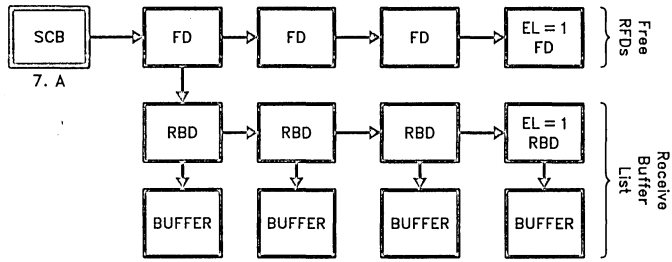 SCB
FD
FD
FD
EL = 1
FD
Free
RFDs
7. A
RBD
RBD
RBD
EL = 1
RBD
Receive
Buffer
List
BUFFER
BUFFER
BUFFER
BUFFER